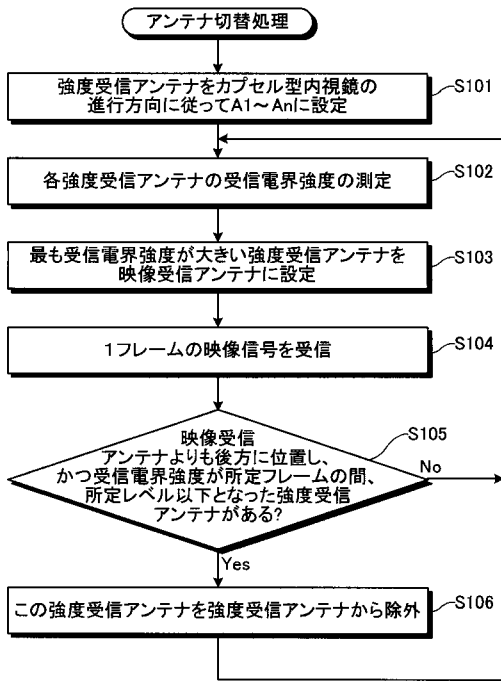 アンテナ切替処理
強度受信アンテナをカプセル型内視鏡の
進行方向に従ってA1~Anに設定
S101
各強度受信アンテナの受信電界強度の測定
S102
最も受信電界強度が大きい強度受信アンテナを
映像受信アンテナに設定
S103
1フレームの映像信号を受信
S104
映像受信
アンテナよりも後方に位置し、
かつ受信電界強度が所定フレームの間、
所定レベル以下となった強度受信
アンテナがある?
S105
No
Yes
この強度受信アンテナを強度受信アンテナから除外
S106